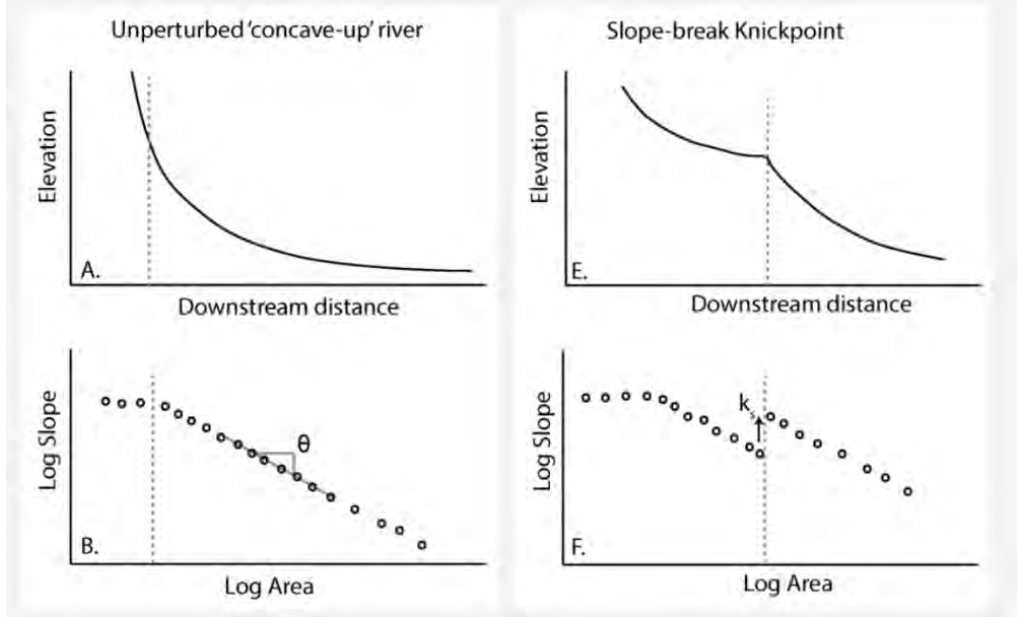 Unperturbed 'concave-up' river
Elevation
A.
Downstream distance
Log Slope
θ
B.
Log Area
Slope-break Knickpoint
Elevation
E.
Downstream distance
Log Slope
kₛ
F.
Log Area